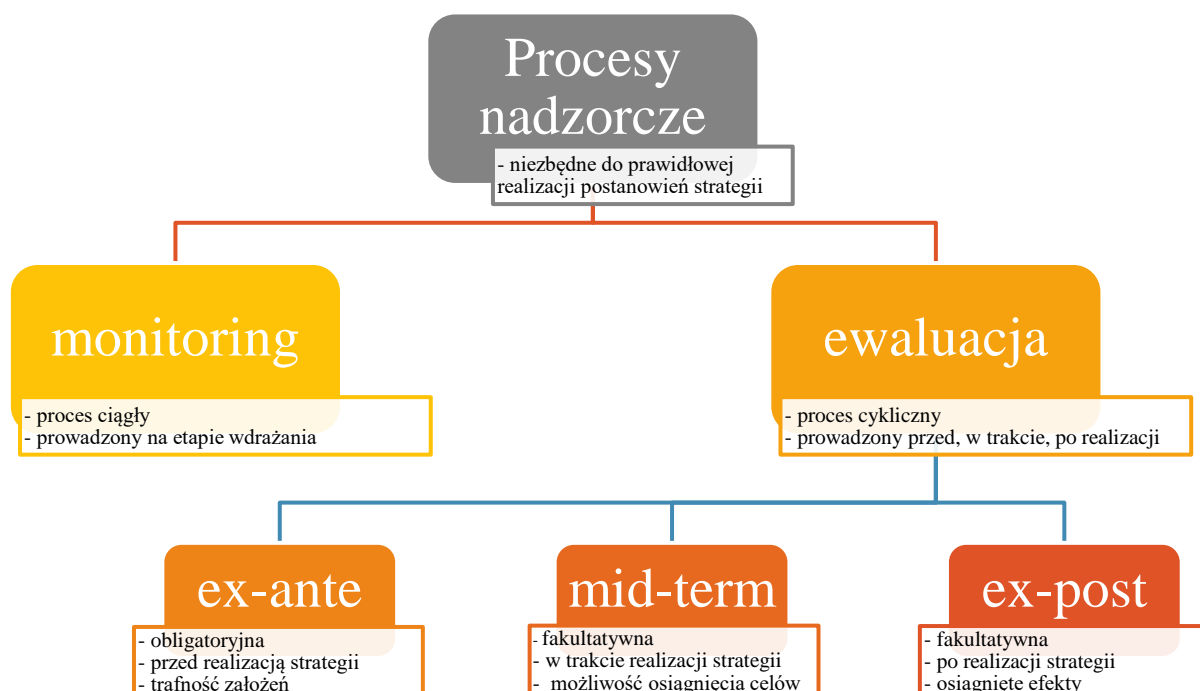 Procesy
nadzorcze
- niezbędne do prawidłowej
realizacji postanowień strategii
monitoring
- proces ciągły
- prowadzony na etapie wdrażania
ewaluacja
- proces cykliczny
- prowadzony przed, w trakcie, po realizacji
ex-ante
- obligatoryjna
- przed realizacją strategii
- trafność założeń
mid-term
- fakultatywna
- w trakcie realizacji strategii
- możliwość osiągnięcia celów
ex-post
- fakultatywna
- po realizacji strategii
- osiągnięte efekty